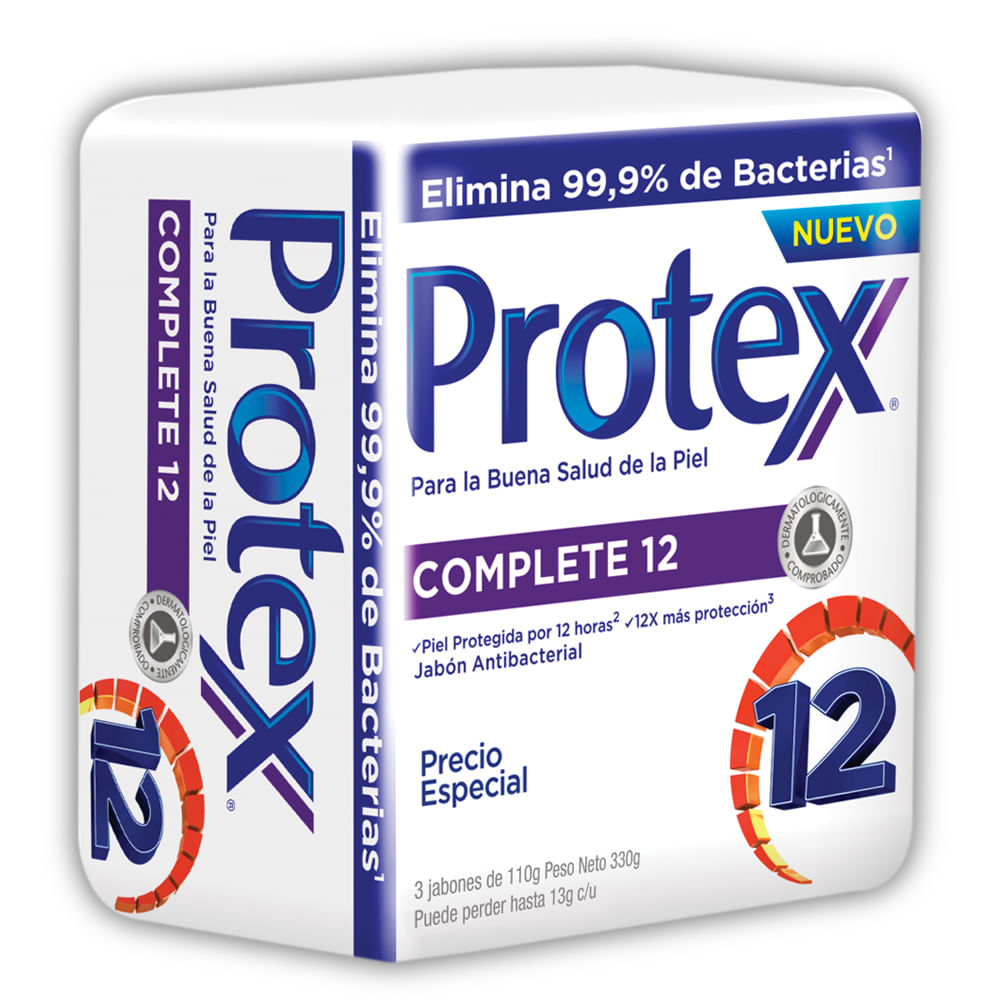 Elimina 99,9% de Bacterias¹
NUEVO
Protex®
Para la Buena Salud de la Piel
COMPLETE 12
DERMATOLOGICAMENTE
COMPROBADO
✓Piel Protegida por 12 horas² ✓12X más protección³
Jabón Antibacterial
12
Precio
Especial
3 jabones de 110g Peso Neto 330g
Puede perder hasta 13g c/u
Elimina 99,9% de Bacterias¹
Protex®
Para la Buena Salud de la Piel
COMPLETE 12
DERMATOLOGICAMENTE
COMPROBADO
12